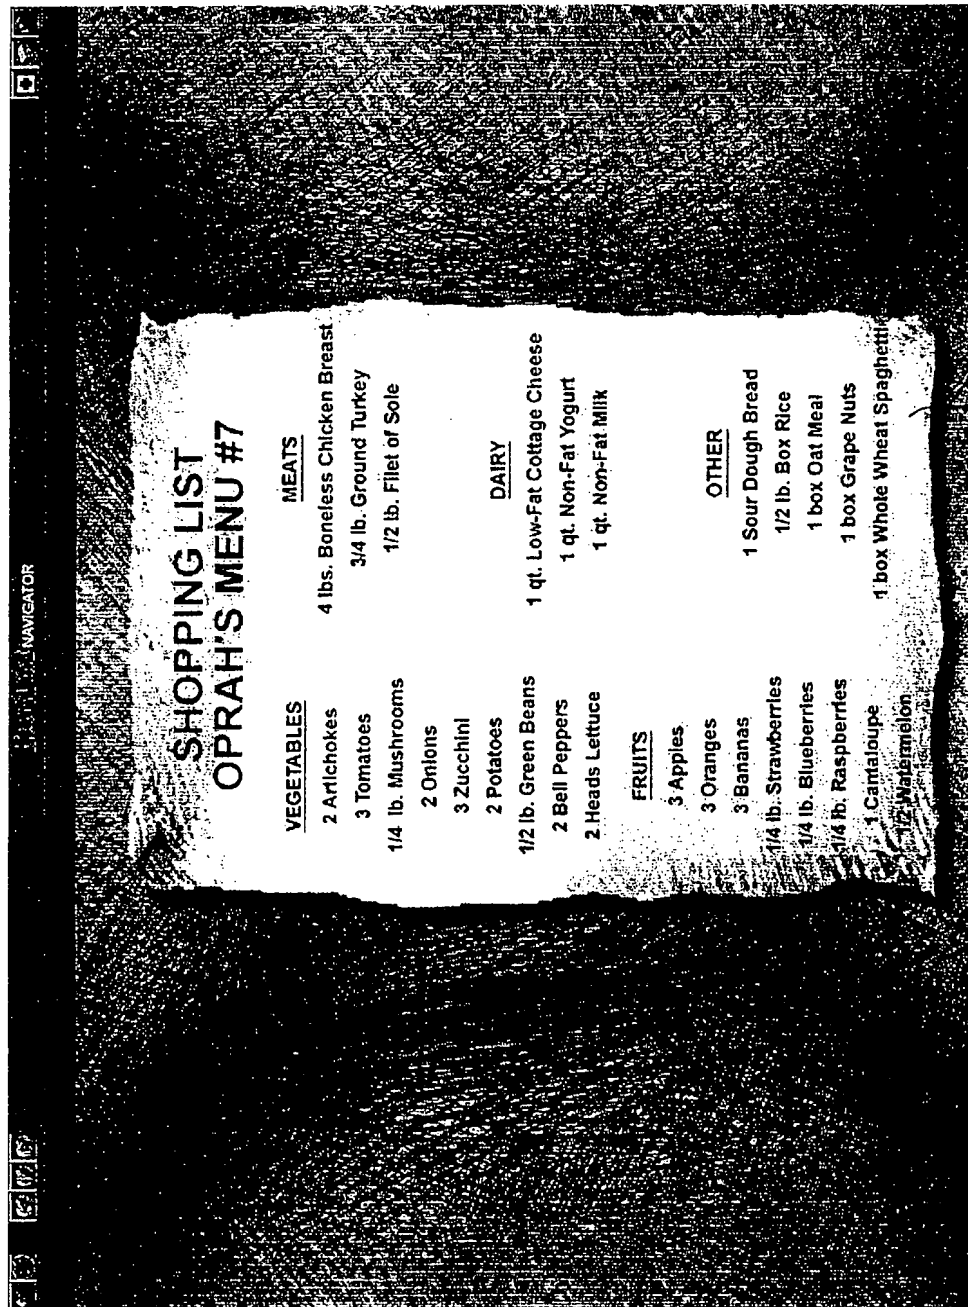 NAVIGATOR
SHOPPING LIST
OPRAH'S MENU #7
VEGETABLES
2 Artichokes
3 Tomatoes
1/4 lb. Mushrooms
2 Onions
3 Zucchini
2 Potatoes
1/2 lb. Green Beans
2 Bell Peppers
2 Heads Lettuce
FRUITS
3 Apples
3 Oranges
3 Bananas
1/4 lb. Strawberries
1/4 lb. Blueberries
1/4 lb. Raspberries
1 Cantaloupe
1/2 Watermelon
MEATS
4 lbs. Boneless Chicken Breast
3/4 lb. Ground Turkey
1/2 lb. Filet of Sole
DAIRY
1 qt. Low-Fat Cottage Cheese
1 qt. Non-Fat Yogurt
1 qt. Non-Fat Milk
OTHER
1 Sour Dough Bread
1/2 lb. Box Rice
1 box Oat Meal
1 box Grape Nuts
1 box Whole Wheat Spaghetti